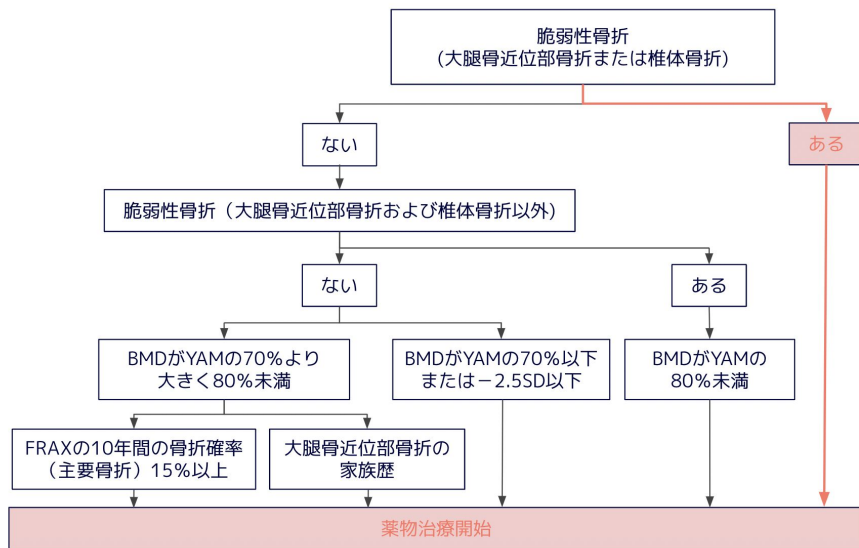 脆弱性骨折
(大腿骨近位部骨折または椎体骨折)
ない
ある
脆弱性骨折（大腿骨近位部骨折および椎体骨折以外)
ない
ある
BMDがYAMの70%より
大きく80%未満
BMDがYAMの70%以下
または－2.5SD以下
BMDがYAMの
80%未満
FRAXの10年間の骨折確率
（主要骨折）15%以上
大腿骨近位部骨折の
家族歴
薬物治療開始